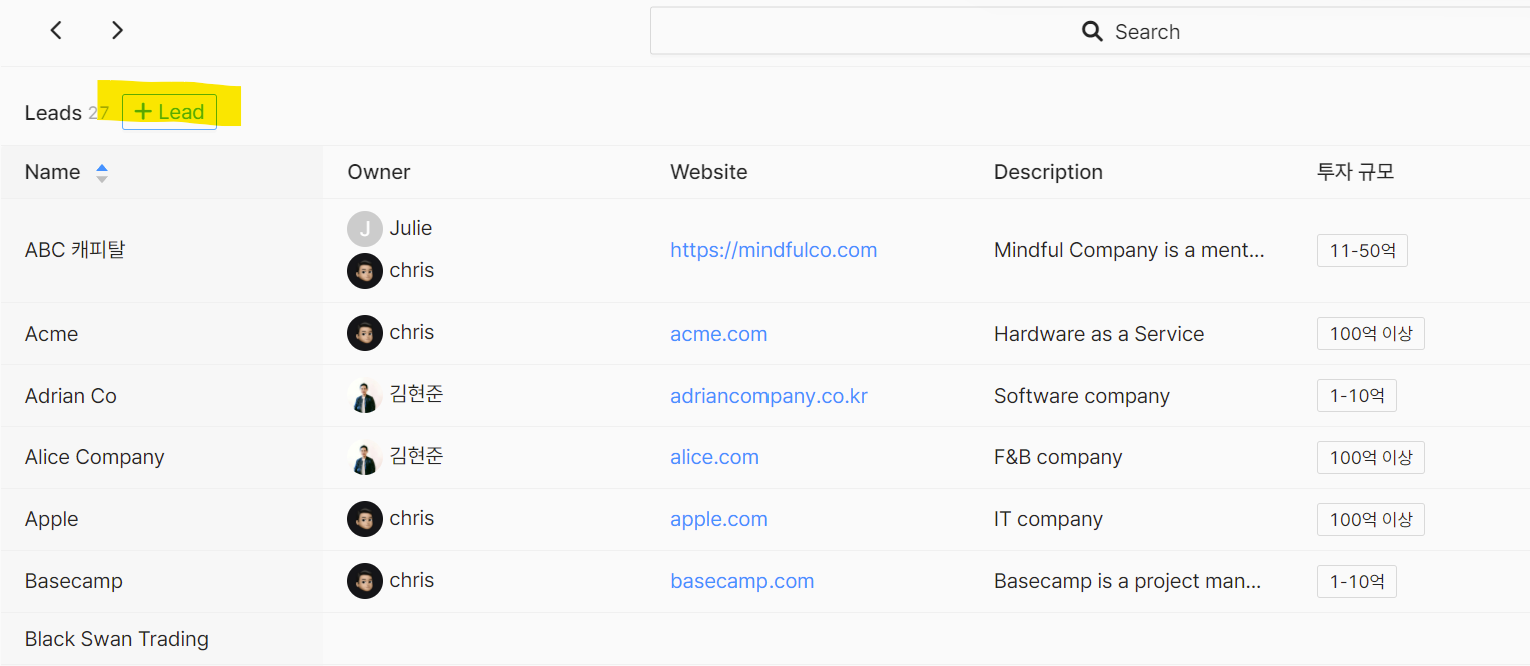 Search
Leads 27 + Lead
Name Owner Website Description 투자 규모
ABC 캐피탈 J Julie chris https://mindfulco.com Mindful Company is a ment... 11-50억
Acme chris acme.com Hardware as a Service 100억 이상
Adrian Co 김현준 adriancompany.co.kr Software company 1-10억
Alice Company 김현준 alice.com F&B company 100억 이상
Apple chris apple.com IT company 100억 이상
Basecamp chris basecamp.com Basecamp is a project man... 1-10억
Black Swan Trading